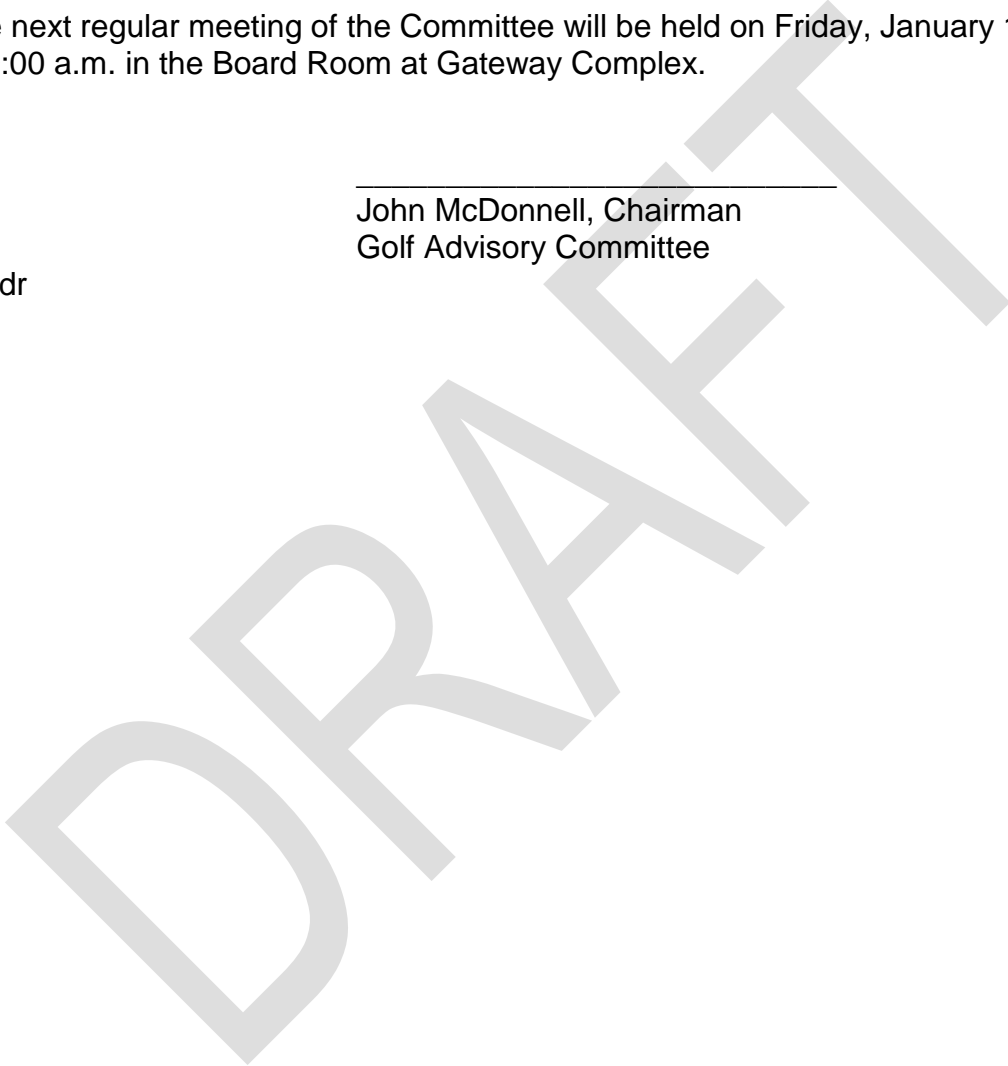 next regular meeting of the Committee will be held on Friday, January
:00 a.m. in the Board Room at Gateway Complex.
John McDonnell, Chairman
Golf Advisory Committee
dr
DRAFT